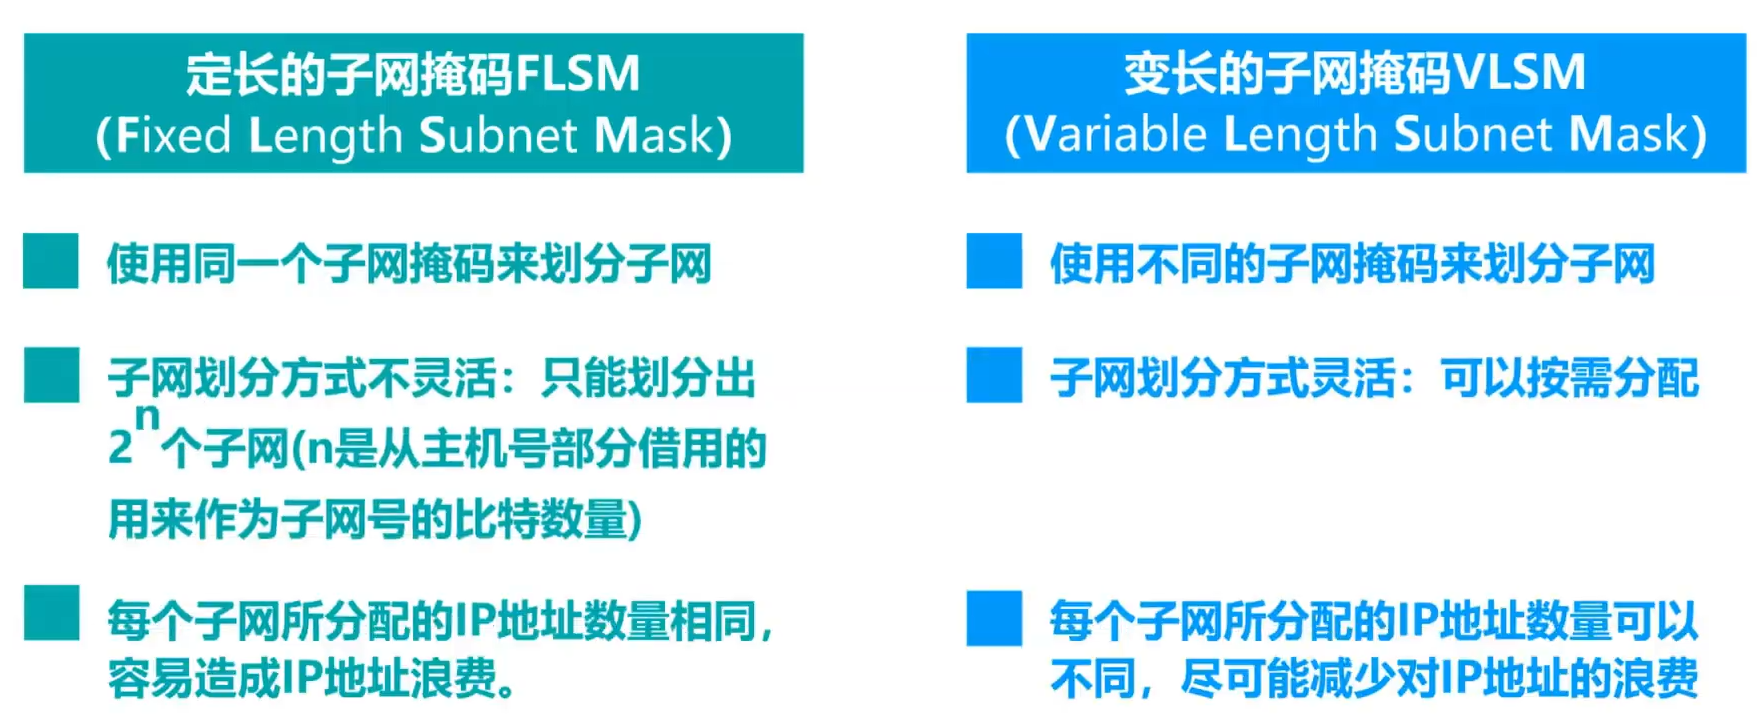 定长的子网掩码FLSM
(Fixed Length Subnet Mask)
使用同一个子网掩码来划分子网
子网划分方式不灵活：只能划分出
2ⁿ个子网(n是从主机号部分借用的
用来作为子网号的比特数量)
每个子网所分配的IP地址数量相同，
容易造成IP地址浪费。
变长的子网掩码VLSM
(Variable Length Subnet Mask)
使用不同的子网掩码来划分子网
子网划分方式灵活：可以按需分配
每个子网所分配的IP地址数量可以
不同，尽可能减少对IP地址的浪费